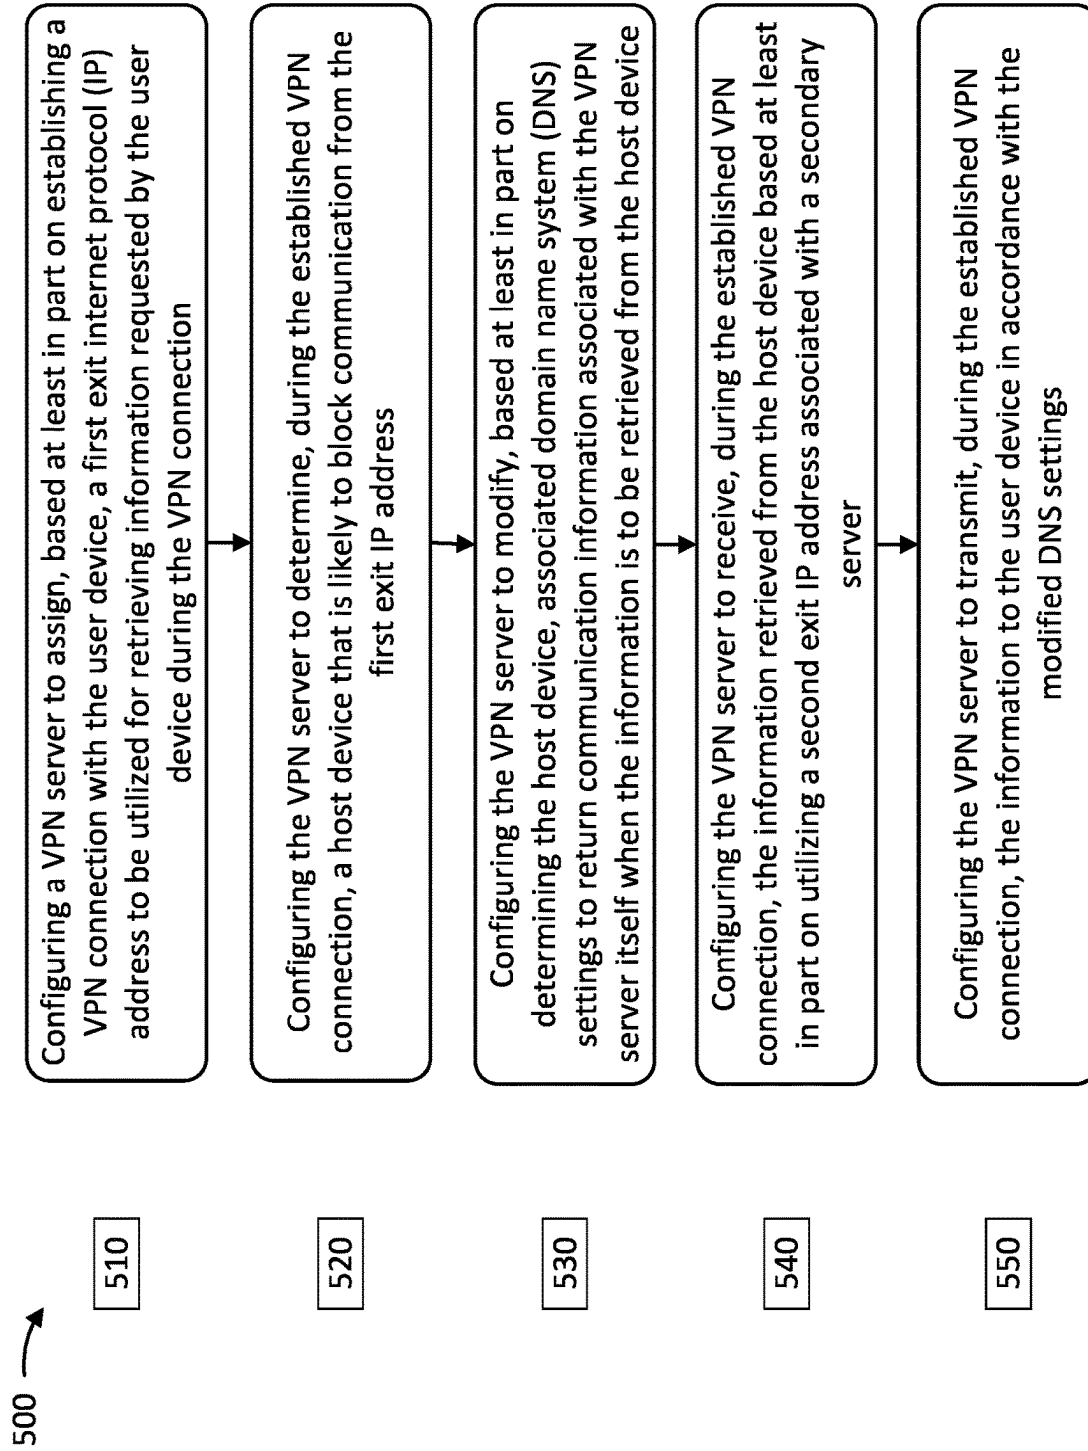 500
510
Configuring a VPN server to assign, based at least in part on establishing a
VPN connection with the user device, a first exit internet protocol (IP)
address to be utilized for retrieving information requested by the user
device during the VPN connection
520
Configuring the VPN server to determine, during the established VPN
connection, a host device that is likely to block communication from the
first exit IP address
530
Configuring the VPN server to modify, based at least in part on
determining the host device, associated domain name system (DNS)
settings to return communication information associated with the VPN
server itself when the information is to be retrieved from the host device
540
Configuring the VPN server to receive, during the established VPN
connection, the information retrieved from the host device based at least
in part on utilizing a second exit IP address associated with a secondary
server
550
Configuring the VPN server to transmit, during the established VPN
connection, the information to the user device in accordance with the
modified DNS settings